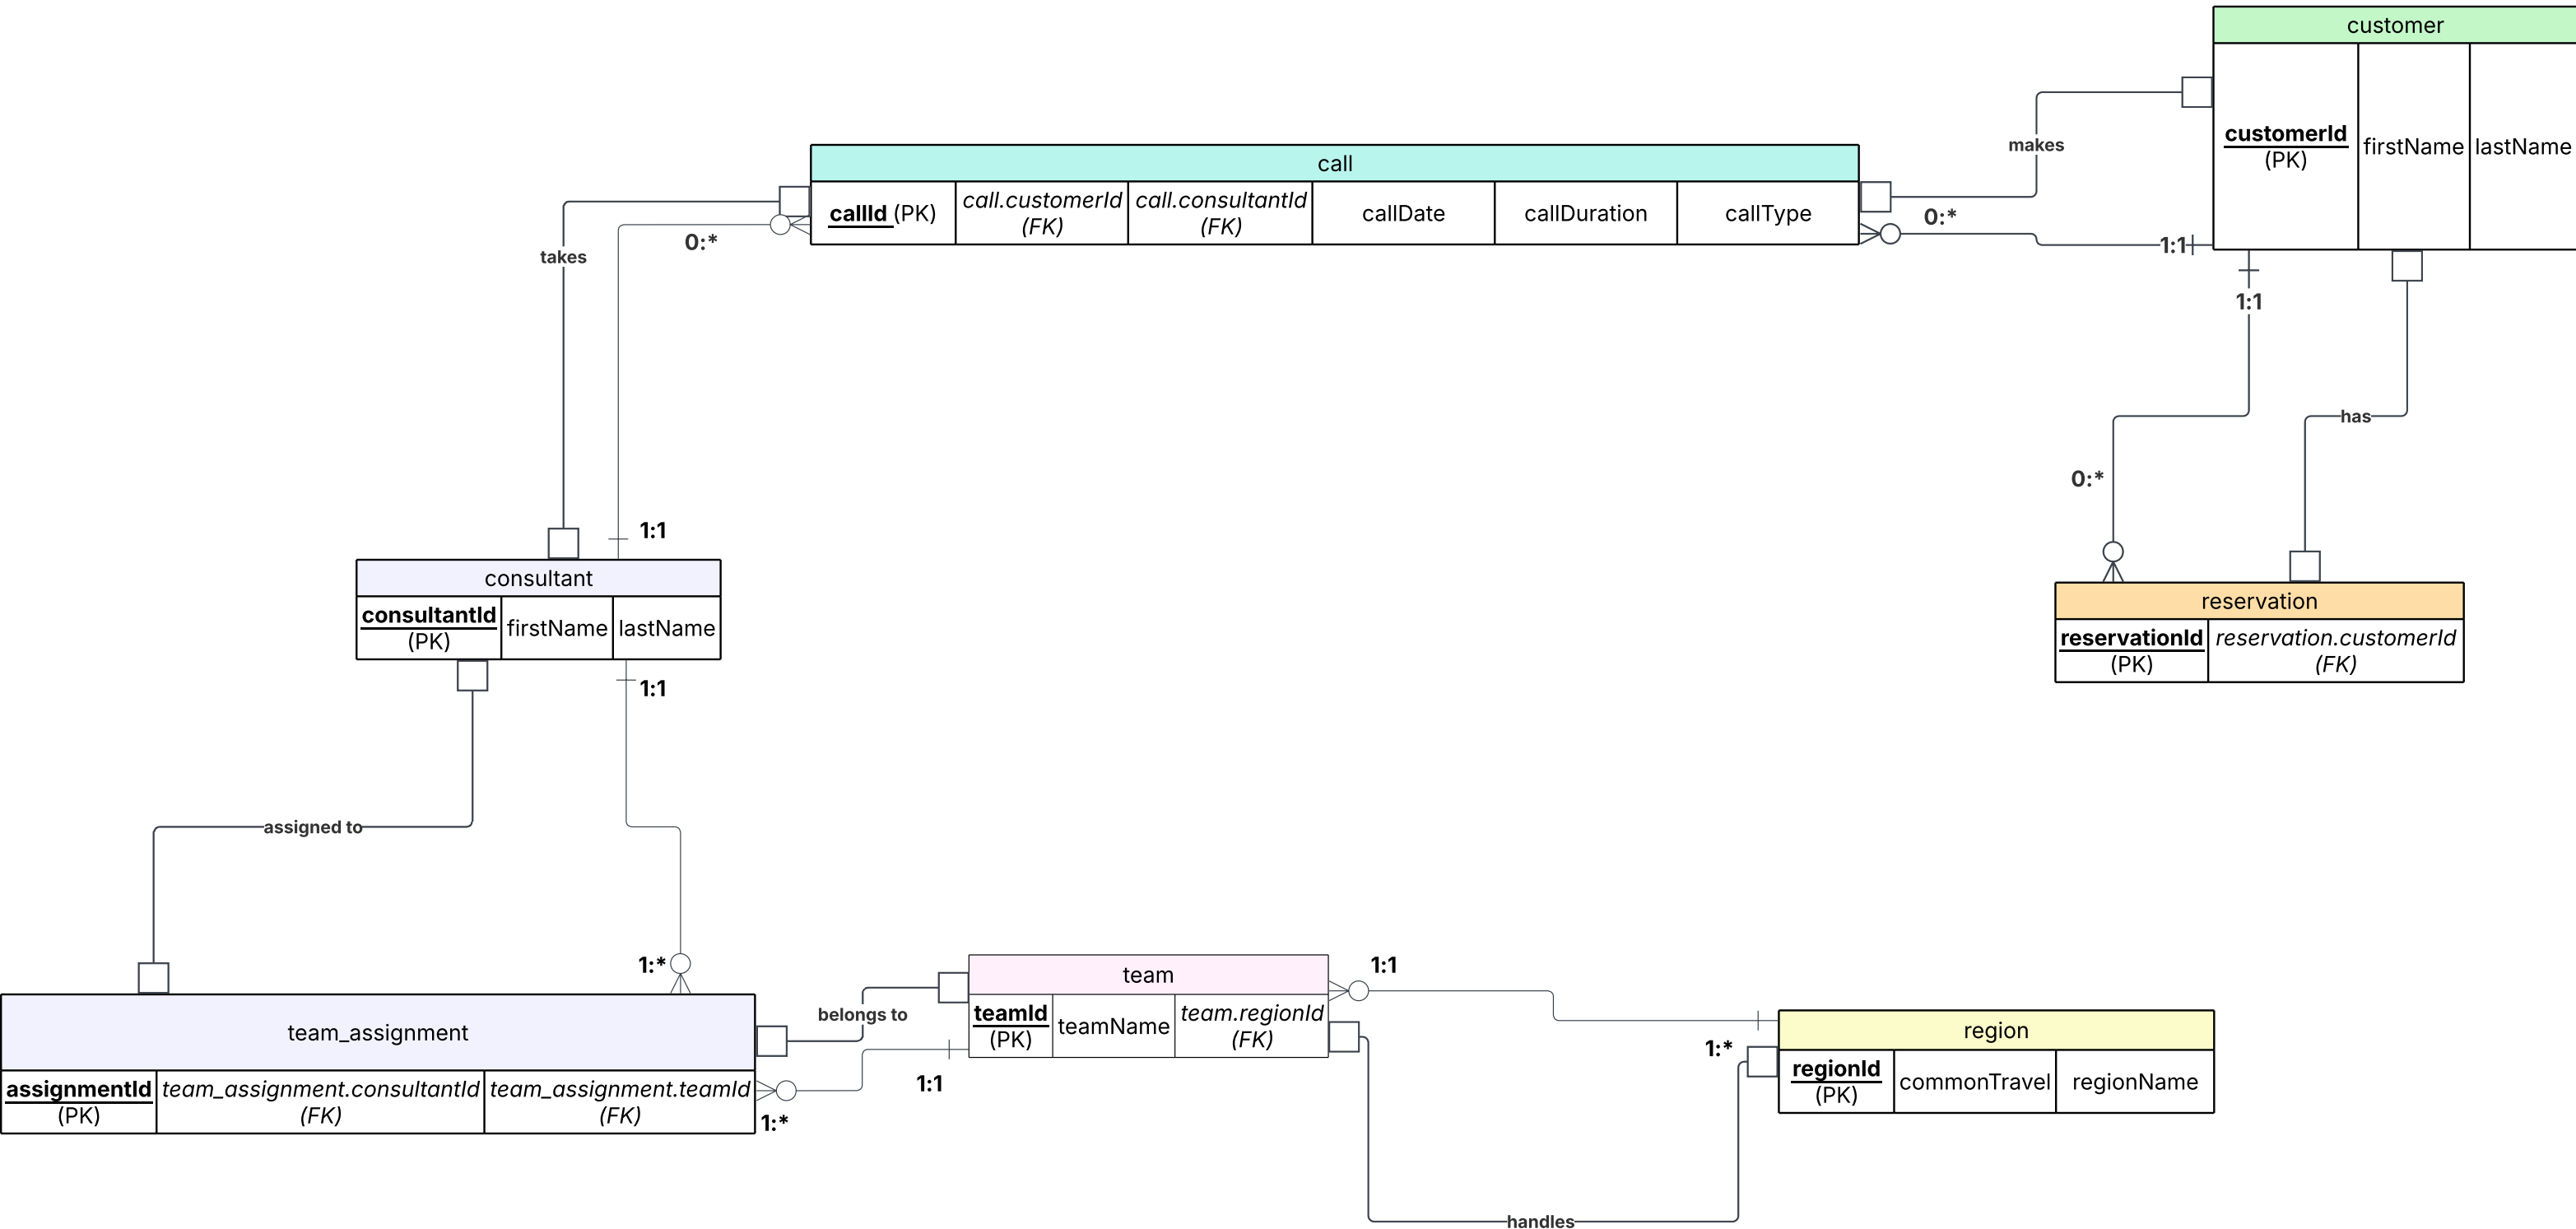 customer
customerId
(PK)
firstName
lastName
makes
call
callId (PK)
call.customerId
(FK)
call.consultantId
(FK)
callDate
callDuration
callType
0:*
1:1
0:*
takes
1:1
has
0:*
1:1
consultant
consultantId
(PK)
firstName
lastName
reservation
reservationId
(PK)
reservation.customerId
(FK)
1:1
assigned to
1:*
team_assignment
assignmentId
(PK)
team_assignment.consultantId
(FK)
team_assignment.teamId
(FK)
belongs to
1:1
1:*
team
teamId
(PK)
teamName
team.regionId
(FK)
1:1
1:*
region
regionId
(PK)
commonTravel
regionName
handles